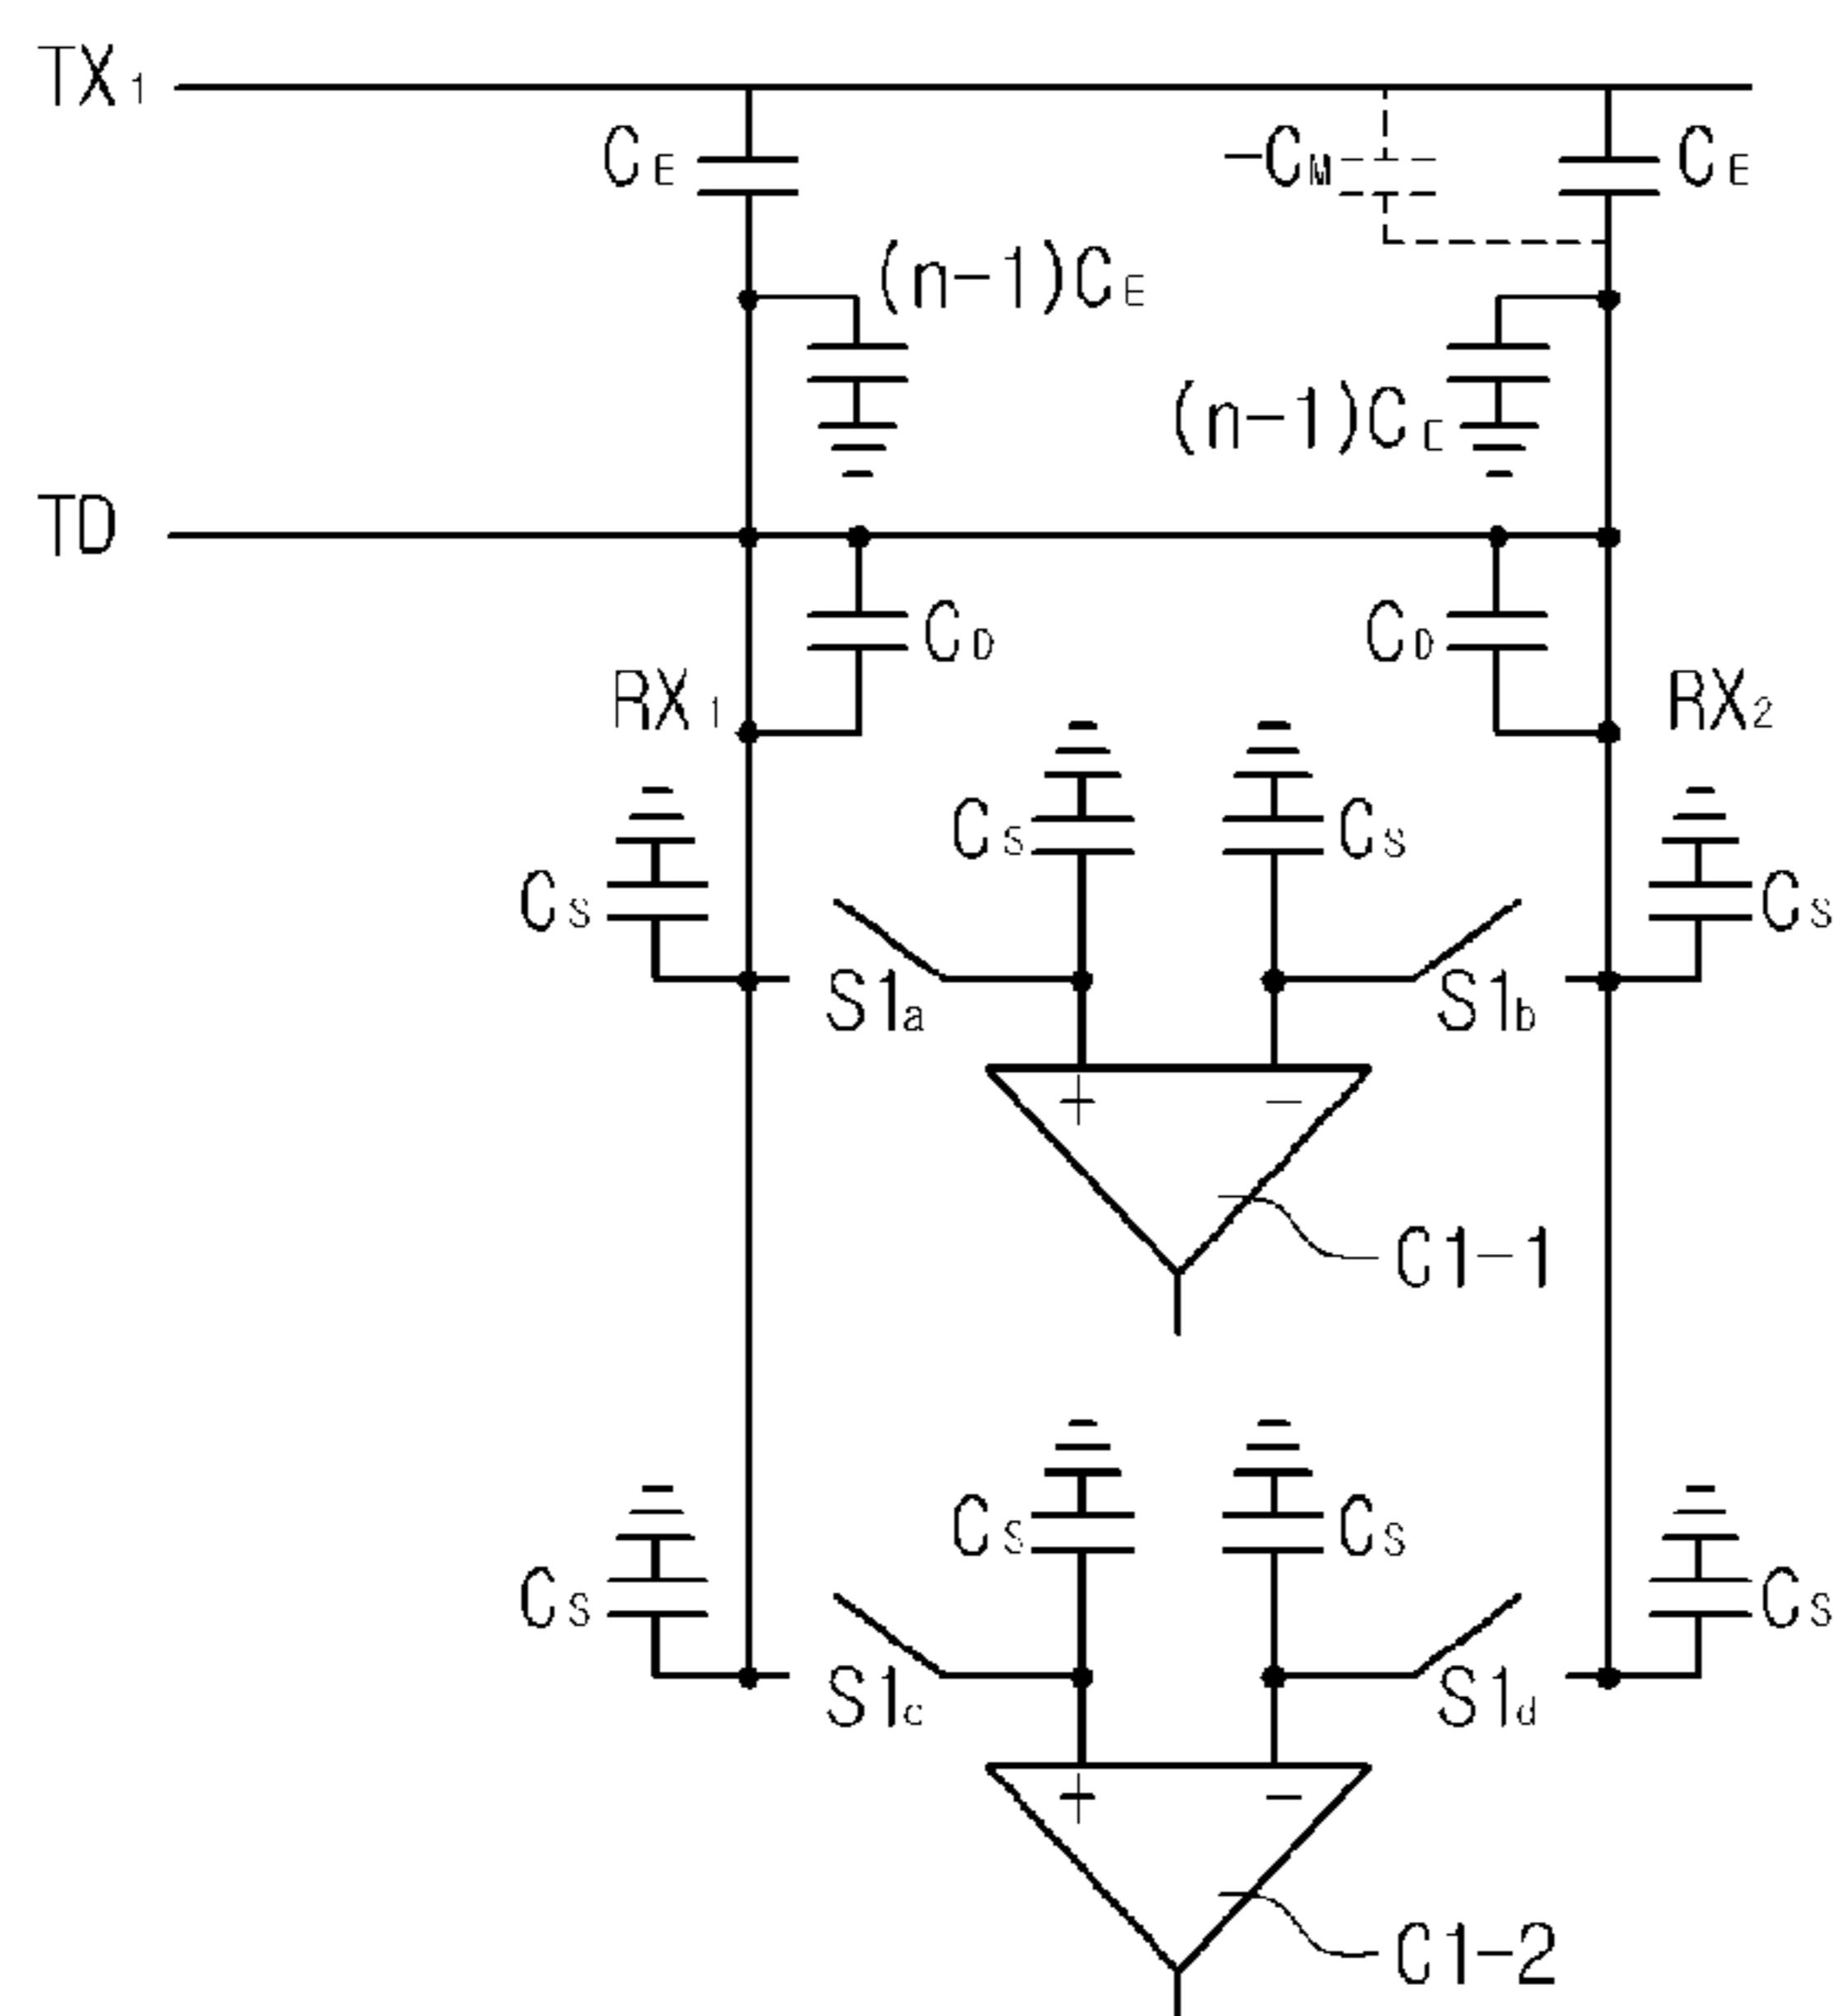 TX1
CE
-CM
CE
(n-1)CE
(n-1)CE
TD
CD
CD
RX1
RX2
CS
CS
CS
CS
S1a
S1b
+
−
C1-1
CS
CS
CS
CS
S1c
S1d
+
−
C1-2